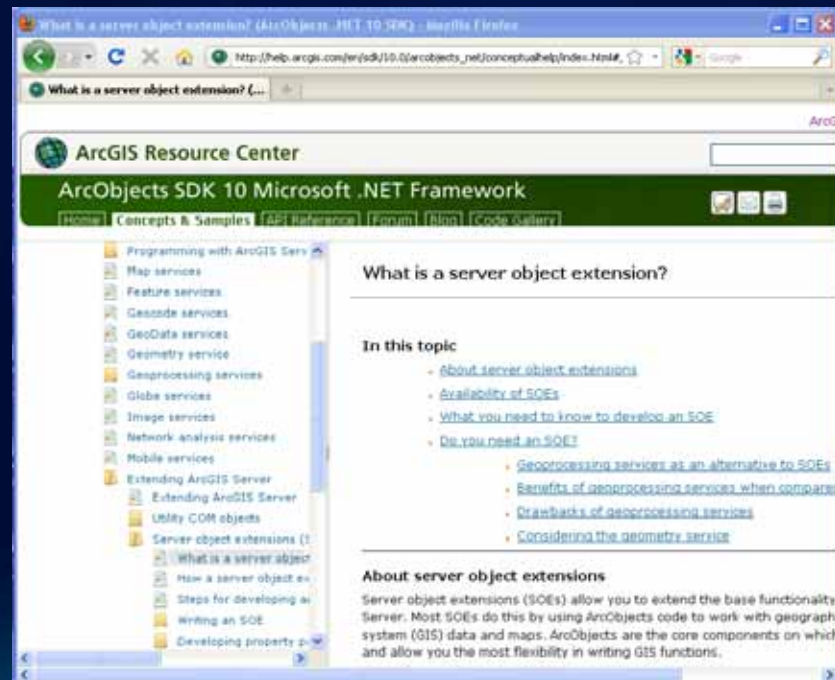 What is a server object extension? (ArcObjects .NET 10 SDK) - Mozilla Firefox
http://help.arcgis.com/en/sdk/10.0/arcobjects_net/conceptualhelp/index.html#,
Google
What is a server object extension? (...
ArcG
ArcGIS Resource Center
ArcObjects SDK 10 Microsoft .NET Framework
Home Concepts & Samples API Reference Forum Blog Code Gallery
Programming with ArcGIS Serv
Map services
Feature services
Geocode services
GeoData services
Geometry service
Geoprocessing services
Globe services
Image services
Network analysis services
Mobile services
Extending ArcGIS Server
Extending ArcGIS Server
Utility COM objects
Server object extensions (S
What is a server object
How a server object ex
Steps for developing a
Writing an SOE
Developing property p
What is a server object extension?
In this topic
About server object extensions
Availability of SOEs
What you need to know to develop an SOE
Do you need an SOE?
Geoprocessing services as an alternative to SOEs
Benefits of geoprocessing services when compare
Drawbacks of geoprocessing services
Considering the geometry service
About server object extensions
Server object extensions (SOEs) allow you to extend the base functionality
Server. Most SOEs do this by using ArcObjects code to work with geograph
system (GIS) data and maps. ArcObjects are the core components on which
and allow you the most flexibility in writing GIS functions.